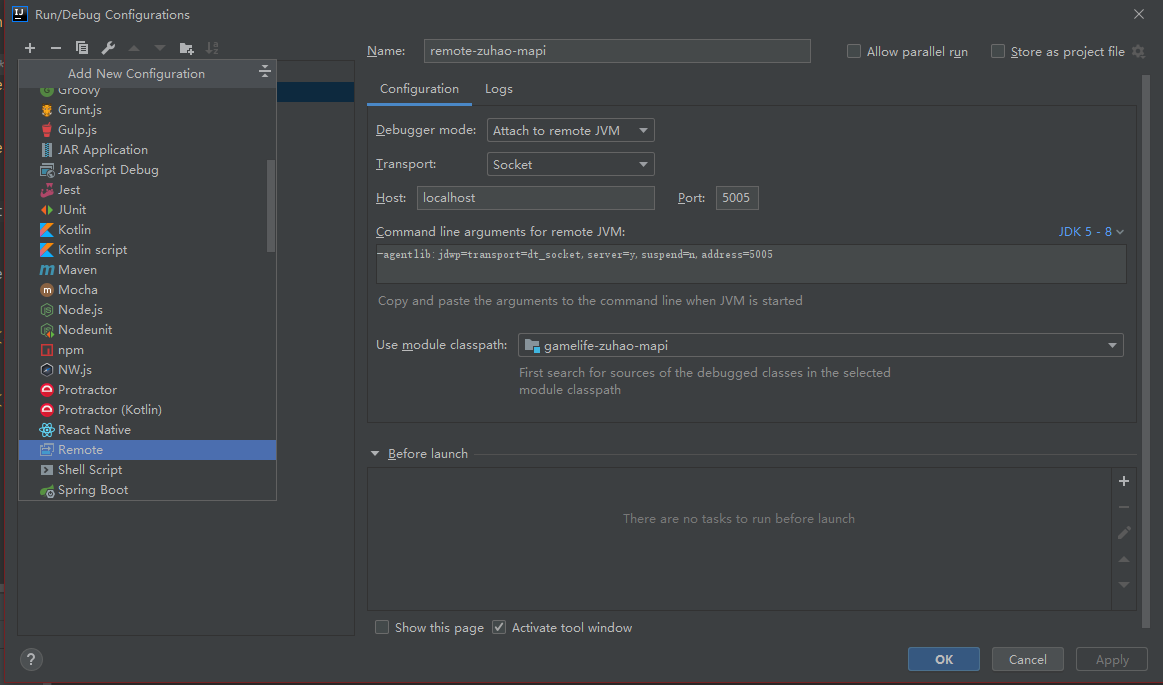 Run/Debug Configurations
Add New Configuration
Groovy
Grunt.js
Gulp.js
JAR Application
JavaScript Debug
Jest
JUnit
Kotlin
Kotlin script
Maven
Mocha
Node.js
Nodeunit
npm
NW.js
Protractor
Protractor (Kotlin)
React Native
Remote
Shell Script
Spring Boot
Name: remote-zuhao-mapi
Allow parallel run
Store as project file
Configuration Logs
Debugger mode: Attach to remote JVM
Transport: Socket
Host: localhost Port: 5005
Command line arguments for remote JVM: JDK 5 - 8
-agentlib:jdwp=transport=dt_socket,server=y,suspend=n,address=5005
Copy and paste the arguments to the command line when JVM is started
Use module classpath: gamelife-zuhao-mapi
First search for sources of the debugged classes in the selected
module classpath
Before launch
There are no tasks to run before launch
Show this page Activate tool window
? OK Cancel Apply